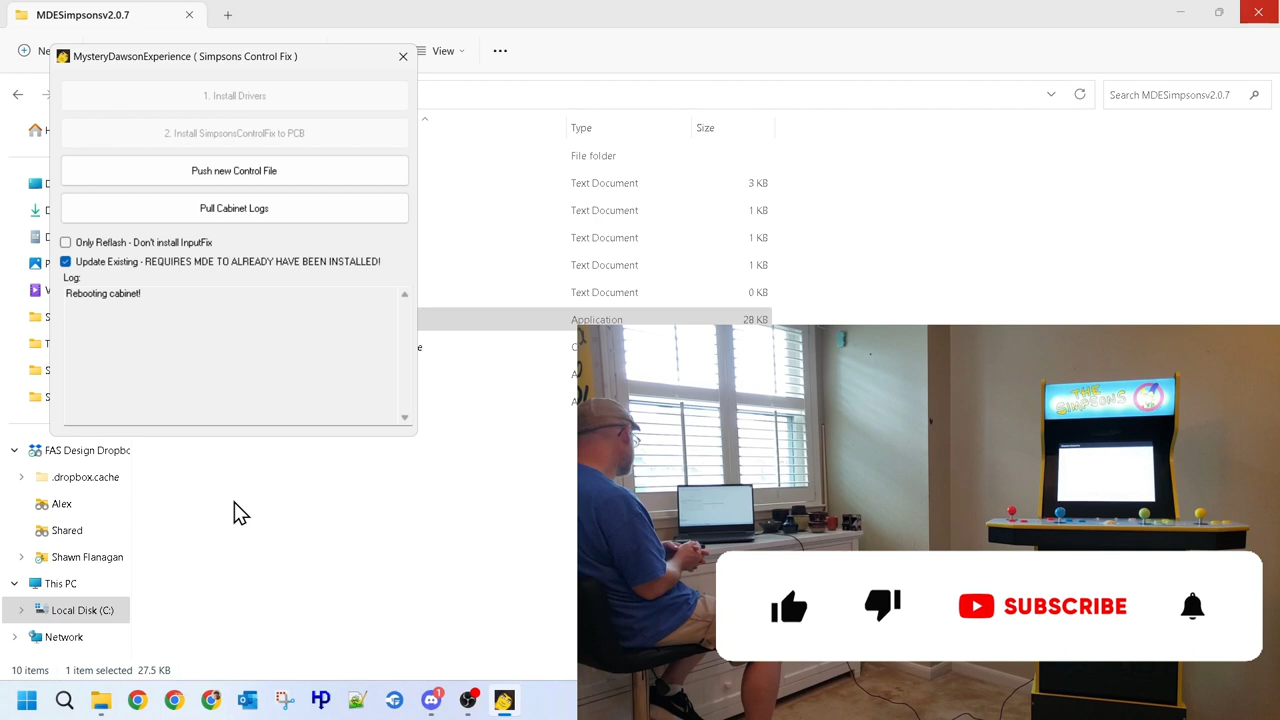 MDESimpsonsv2.0.7
Ne
View
MysteryDawsonExperience ( Simpsons Control Fix )
1. Install Drivers
2. Install SimpsonsControlFix to PCB
Push new Control File
Pull Cabinet Logs
Only Reflash - Don't install InputFix
Update Existing - REQUIRES MDE TO ALREADY HAVE BEEN INSTALLED!
Log:
Rebooting cabinet!
Search MDESimpsonsv2.0.7
Type
Size
File folder
Text Document
3 KB
Text Document
1 KB
Text Document
1 KB
Text Document
1 KB
Text Document
0 KB
Application
28 KB
FAS Design Dropbo
.dropbox.cache
Alex
Shared
Shawn Flanagan
This PC
Local Disk (C:)
Network
10 items
1 item selected
27.5 KB
THE
SIMPSONS
SUBSCRIBE